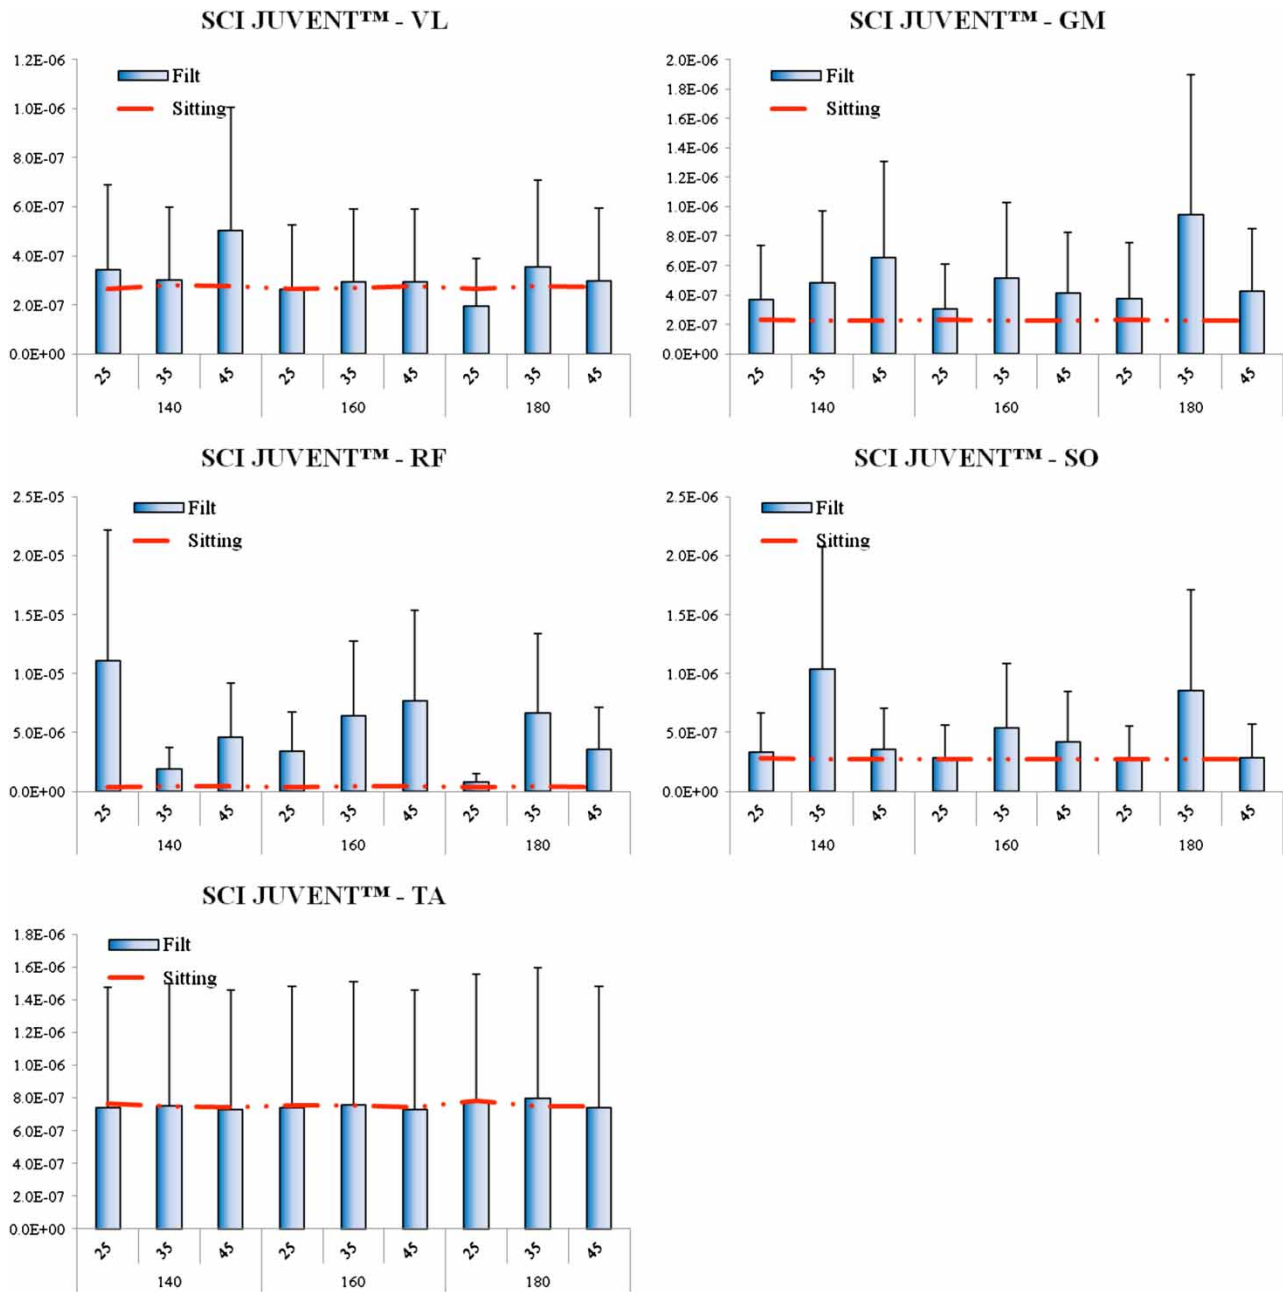 SCI JUVENT™ - VL
1.2E-06
1.0E-06
8.0E-07
6.0E-07
4.0E-07
2.0E-07
0.0E+00
Filt
Sitting
25 35 45 25 35 45 25 35 45
140 160 180
SCI JUVENT™ - GM
2.0E-06
1.8E-06
1.6E-06
1.4E-06
1.2E-06
1.0E-06
8.0E-07
6.0E-07
4.0E-07
2.0E-07
0.0E+00
Filt
Sitting
25 35 45 25 35 45 25 35 45
140 160 180
SCI JUVENT™ - RF
2.5E-05
2.0E-05
1.5E-05
1.0E-05
5.0E-06
0.0E+00
Filt
Sitting
25 35 45 25 35 45 25 35 45
140 160 180
SCI JUVENT™ - SO
2.5E-06
2.0E-06
1.5E-06
1.0E-06
5.0E-07
0.0E+00
Filt
Sitting
25 35 45 25 35 45 25 35 45
140 160 180
SCI JUVENT™ - TA
1.8E-06
1.6E-06
1.4E-06
1.2E-06
1.0E-06
8.0E-07
6.0E-07
4.0E-07
2.0E-07
0.0E+00
Filt
Sitting
25 35 45 25 35 45 25 35 45
140 160 180